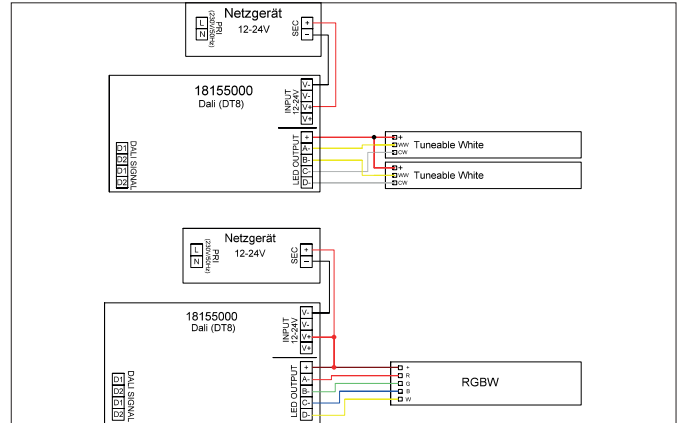 Netzgerät
12-24V
L
N
PRI
(230V/50Hz)
SEC
+
−
18155000
Dali (DT8)
INPUT
12-24V
V-
V-
V+
V+
DALI SIGNAL
D1
D2
D1
D2
LED OUTPUT
+
A-
B-
C-
D-
+
WW
CW
Tuneable White
+
WW
CW
Tuneable White
Netzgerät
12-24V
L
N
PRI
(230V/50Hz)
SEC
+
−
18155000
Dali (DT8)
INPUT
12-24V
V-
V-
V+
V+
DALI SIGNAL
D1
D2
D1
D2
LED OUTPUT
+
A-
B-
C-
D-
+
R
G
B
W
RGBW